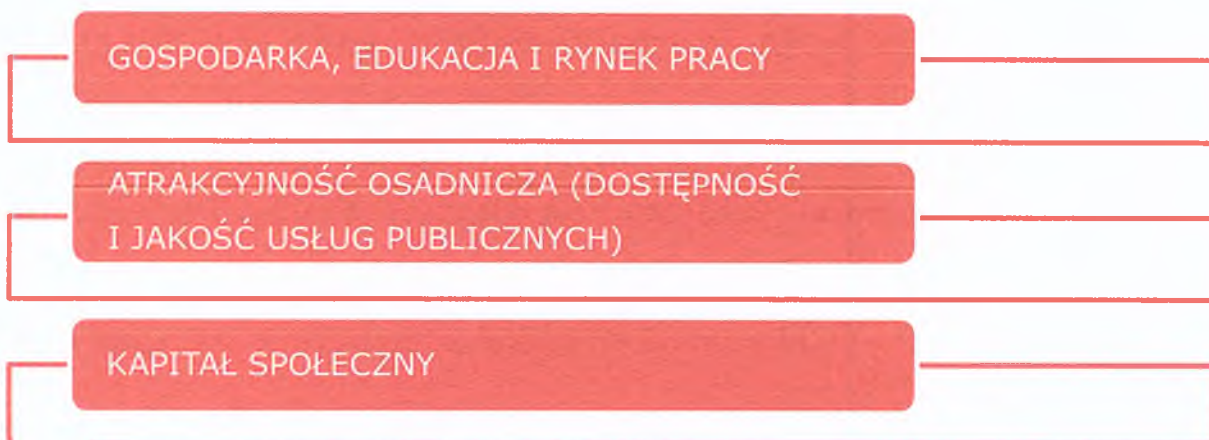 GOSPODARKA, EDUKACJA I RYNEK PRACY
ATRAKCYJNOŚĆ OSADNICZA (DOSTĘPNOŚĆ
I JAKOŚĆ USŁUG PUBLICZNYCH)
KAPITAŁ SPOŁECZNY